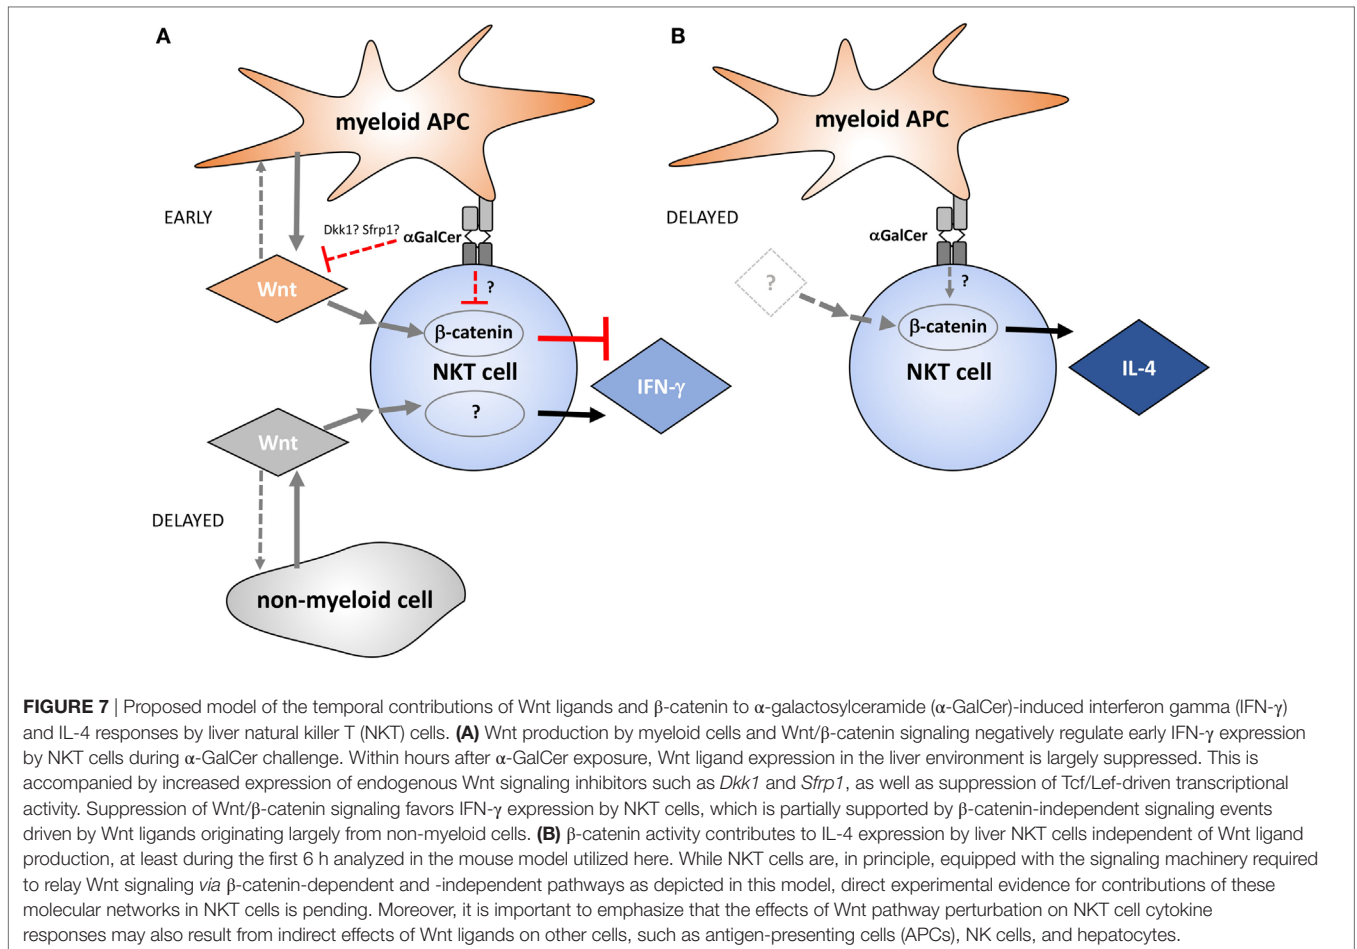 A
B
myeloid APC
myeloid APC
EARLY
DELAYED
Dkk1? Sfrp1?
αGalCer
αGalCer
Wnt
?
?
?
β-catenin
β-catenin
NKT cell
NKT cell
IFN-γ
IL-4
?
Wnt
DELAYED
non-myeloid cell
FIGURE 7 | Proposed model of the temporal contributions of Wnt ligands and β-catenin to α-galactosylceramide (α-GalCer)-induced interferon gamma (IFN-γ)
and IL-4 responses by liver natural killer T (NKT) cells. (A) Wnt production by myeloid cells and Wnt/β-catenin signaling negatively regulate early IFN-γ expression
by NKT cells during α-GalCer challenge. Within hours after α-GalCer exposure, Wnt ligand expression in the liver environment is largely suppressed. This is
accompanied by increased expression of endogenous Wnt signaling inhibitors such as Dkk1 and Sfrp1, as well as suppression of Tcf/Lef-driven transcriptional
activity. Suppression of Wnt/β-catenin signaling favors IFN-γ expression by NKT cells, which is partially supported by β-catenin-independent signaling events
driven by Wnt ligands originating largely from non-myeloid cells. (B) β-catenin activity contributes to IL-4 expression by liver NKT cells independent of Wnt ligand
production, at least during the first 6 h analyzed in the mouse model utilized here. While NKT cells are, in principle, equipped with the signaling machinery required
to relay Wnt signaling via β-catenin-dependent and -independent pathways as depicted in this model, direct experimental evidence for contributions of these
molecular networks in NKT cells is pending. Moreover, it is important to emphasize that the effects of Wnt pathway perturbation on NKT cell cytokine
responses may also result from indirect effects of Wnt ligands on other cells, such as antigen-presenting cells (APCs), NK cells, and hepatocytes.